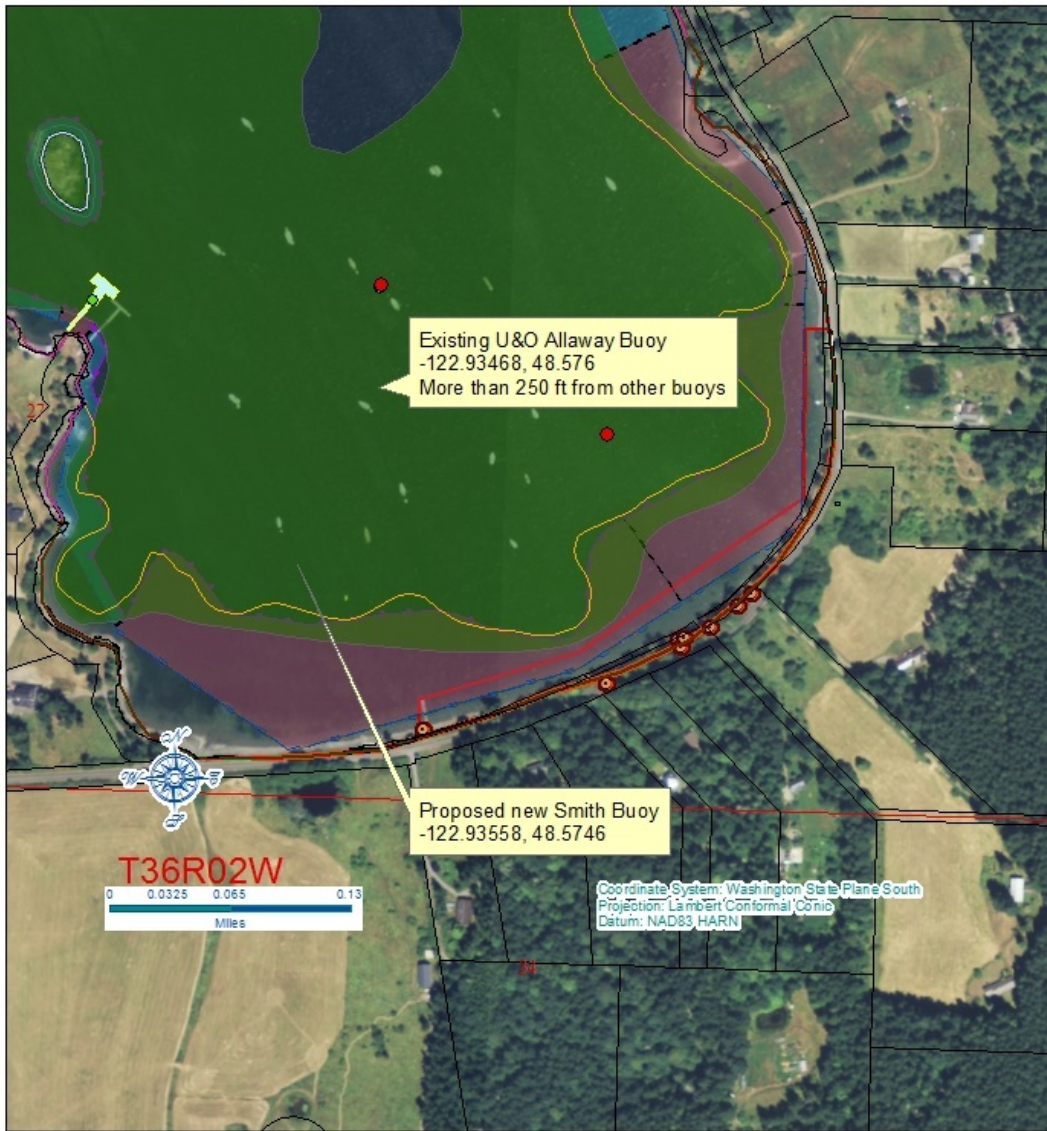 Existing U&O Allaway Buoy
-122.93468, 48.576
More than 250 ft from other buoys
27
N
W
E
S
Proposed new Smith Buoy
-122.93558, 48.5746
T36R02W
0 0.0325 0.065 0.13
Miles
Coordinate System: Washington State Plane South
Projection: Lambert Conformal Conic
Datum: NAD83 HARN
34